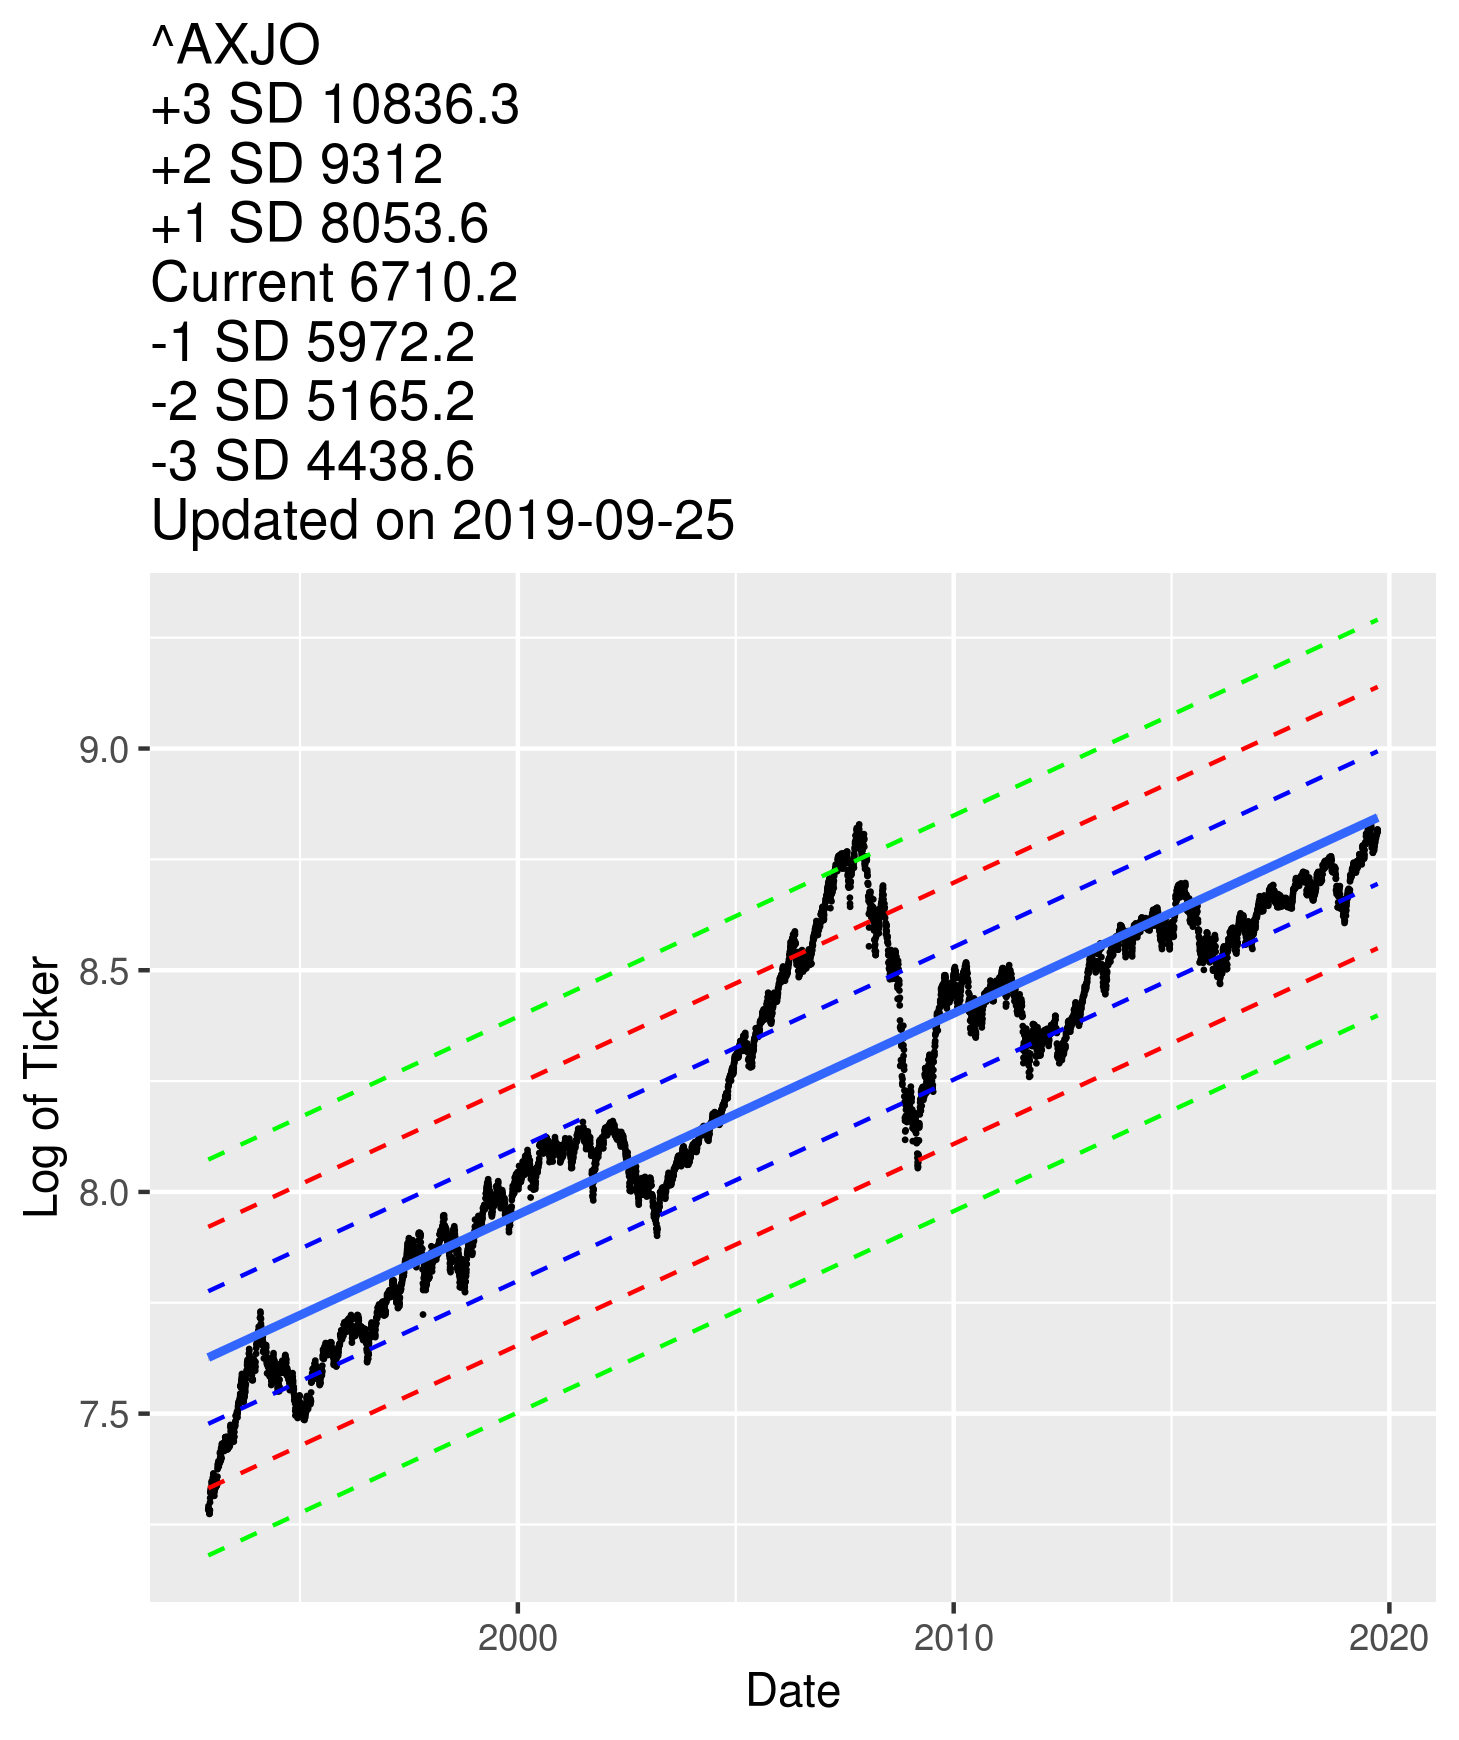 ^AXJO
+3 SD 10836.3
+2 SD 9312
+1 SD 8053.6
Current 6710.2
-1 SD 5972.2
-2 SD 5165.2
-3 SD 4438.6
Updated on 2019-09-25
9.0
8.5
8.0
7.5
Log of Ticker
2000
2010
2020
Date